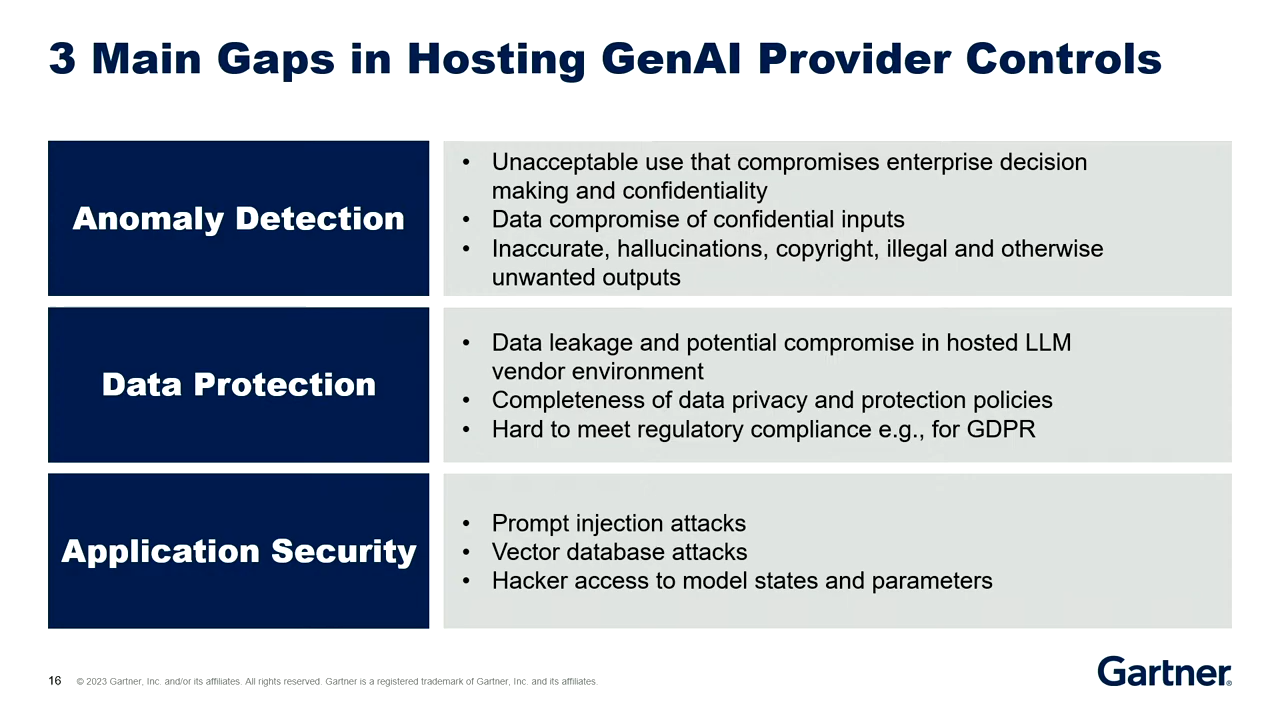 3 Main Gaps in Hosting GenAI Provider Controls
Anomaly Detection
• Unacceptable use that compromises enterprise decision
making and confidentiality
• Data compromise of confidential inputs
• Inaccurate, hallucinations, copyright, illegal and otherwise
unwanted outputs
Data Protection
• Data leakage and potential compromise in hosted LLM
vendor environment
• Completeness of data privacy and protection policies
• Hard to meet regulatory compliance e.g., for GDPR
Application Security
• Prompt injection attacks
• Vector database attacks
• Hacker access to model states and parameters
16 © 2023 Gartner, Inc. and/or its affiliates. All rights reserved. Gartner is a registered trademark of Gartner, Inc. and its affiliates.
Gartner®